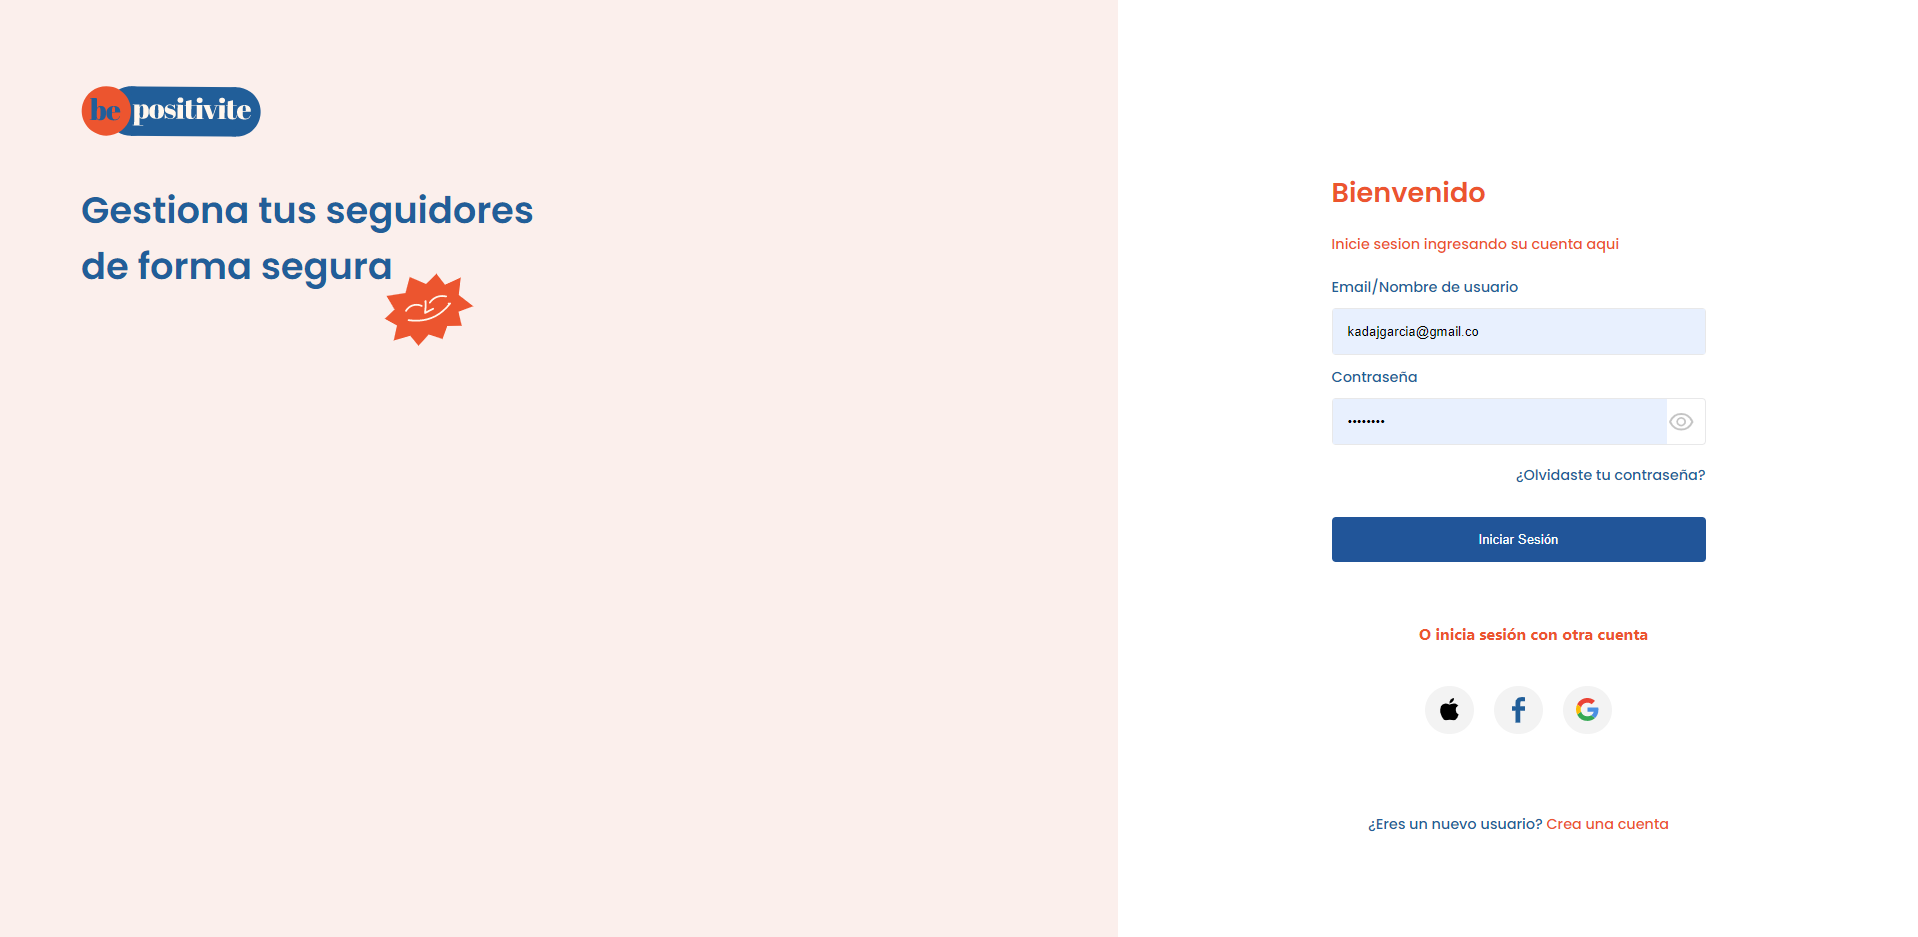 be positivite
Gestiona tus seguidores
de forma segura
Bienvenido
Inicie sesion ingresando su cuenta aqui
Email/Nombre de usuario
kadajgarcia@gmail.co
Contraseña
••••••••
¿Olvidaste tu contraseña?
Iniciar Sesión
O inicia sesión con otra cuenta
¿Eres un nuevo usuario? Crea una cuenta